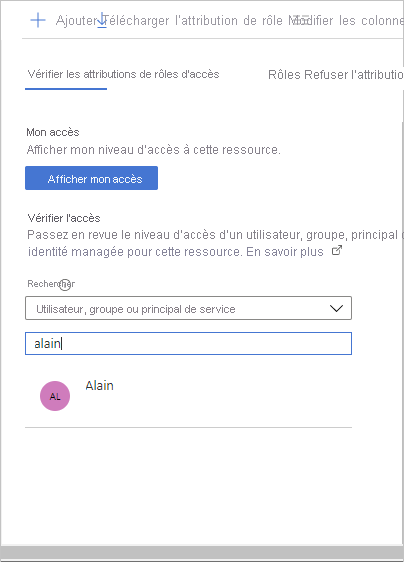 Ajouter Télécharger l'attribution de rôle Modifier les colonne
Vérifier les attributions de rôles d'accès
Rôles Refuser l'attributio
Mon accès
Afficher mon niveau d'accès à cette ressource.
Afficher mon accès
Vérifier l'accès
Passez en revue le niveau d'accès d'un utilisateur, groupe, principal d
identité managée pour cette ressource. En savoir plus
Rechercher
Utilisateur, groupe ou principal de service
alain
AL
Alain